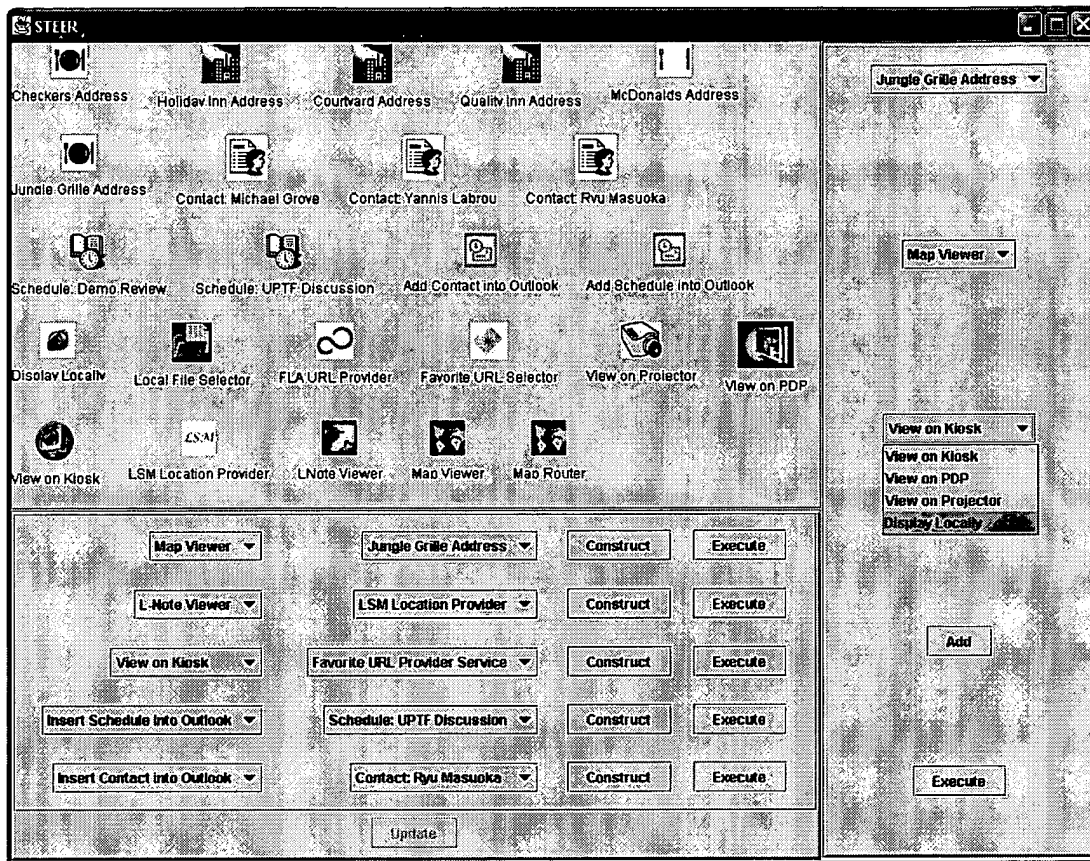 STEER
Checkers Address
Holiday Inn Address
Courtyard Address
Quality Inn Address
McDonalds Address
Jungle Grille Address
Contact: Michael Grove
Contact: Yannis Labrou
Contact: Ryu Masuoka
Schedule: Demo Review
Schedule: UPTF Discussion
Add Contact into Outlook
Add Schedule into Outlook
Display Locally
Local File Selector
FLA URL Provider
Favorite URL Selector
View on Projector
View on PDP
View on Kiosk
LSM
LSM Location Provider
LNote Viewer
Map Viewer
Map Router
Map Viewer Jungle Grille Address Construct Execute
L-Note Viewer LSM Location Provider Construct Execute
View on Kiosk Favorite URL Provider Service Construct Execute
Insert Schedule into Outlook Schedule: UPTF Discussion Construct Execute
Insert Contact into Outlook Contact: Ryu Masuoka Construct Execute
Update
Jungle Grille Address
Map Viewer
View on Kiosk
View on Kiosk
View on PDP
View on Projector
Display Locally
Add
Execute